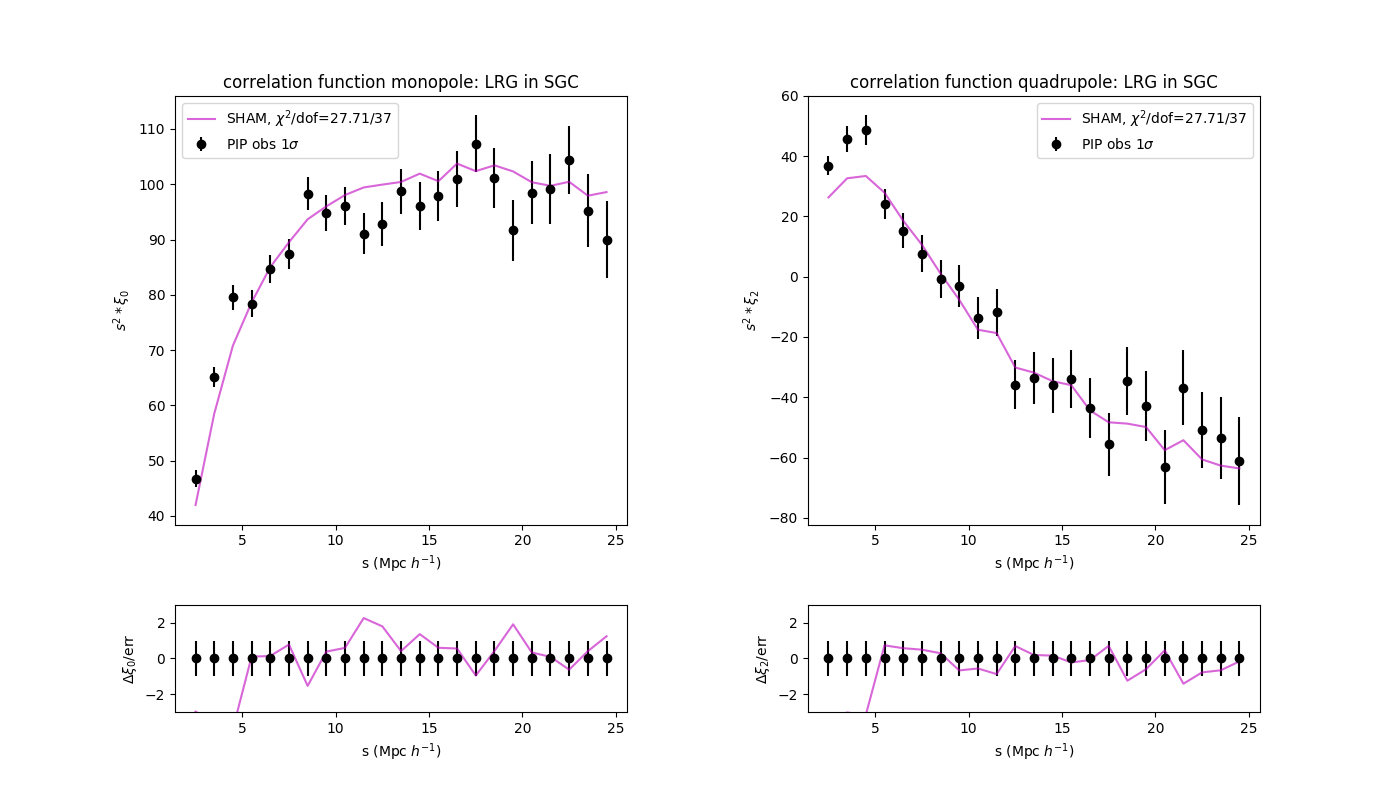 correlation function monopole: LRG in SGC
SHAM, χ²/dof=27.71/37
PIP obs 1σ
s² * ξ₀
110
100
90
80
70
60
50
40
5 10 15 20 25
s (Mpc h⁻¹)
Δξ₀/err
2
0
−2
5 10 15 20 25
s (Mpc h⁻¹)
correlation function quadrupole: LRG in SGC
SHAM, χ²/dof=27.71/37
PIP obs 1σ
s² * ξ₂
60
40
20
0
−20
−40
−60
−80
5 10 15 20 25
s (Mpc h⁻¹)
Δξ₂/err
2
0
−2
5 10 15 20 25
s (Mpc h⁻¹)